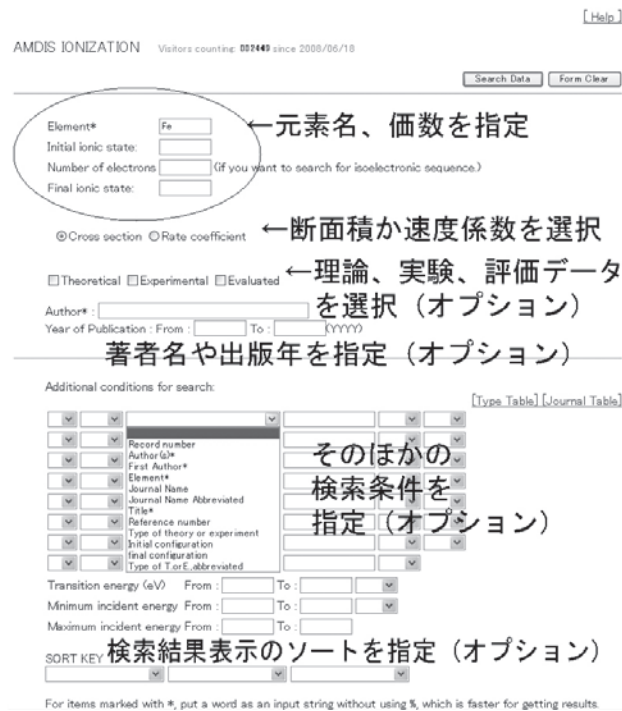 [Help]
AMDIS IONIZATION Visitors counting: 002449 since 2008/06/18
Search Data Form Clear
Element* Fe ←元素名、価数を指定
Initial ionic state:
Number of electrons (if you want to search for isoelectronic sequence.)
Final ionic state:
Cross section Rate coefficient ←断面積か速度係数を選択
Theoretical Experimental Evaluated ←理論、実験、評価データ
を選択（オプション）
Author* :
Year of Publication : From : To : (YYYY)
著者名や出版年を指定（オプション）
Additional conditions for search:
[Type Table] [Journal Table]
Record number
Author(s)*
First Author*
Element*
Journal Name
Journal Name Abbreviated
Title*
Reference number
Type of theory or experiment
Initial configuration
final configuration
Type of T.orE.,abbreviated
そのほかの
検索条件を
指定（オプション）
Transition energy (eV) From : To :
Minimum incident energy From : To :
Maximum incident energy From : To :
検索結果表示のソートを指定（オプション）
SORT KEY
For items marked with *, put a word as an input string without using %, which is faster for getting results.